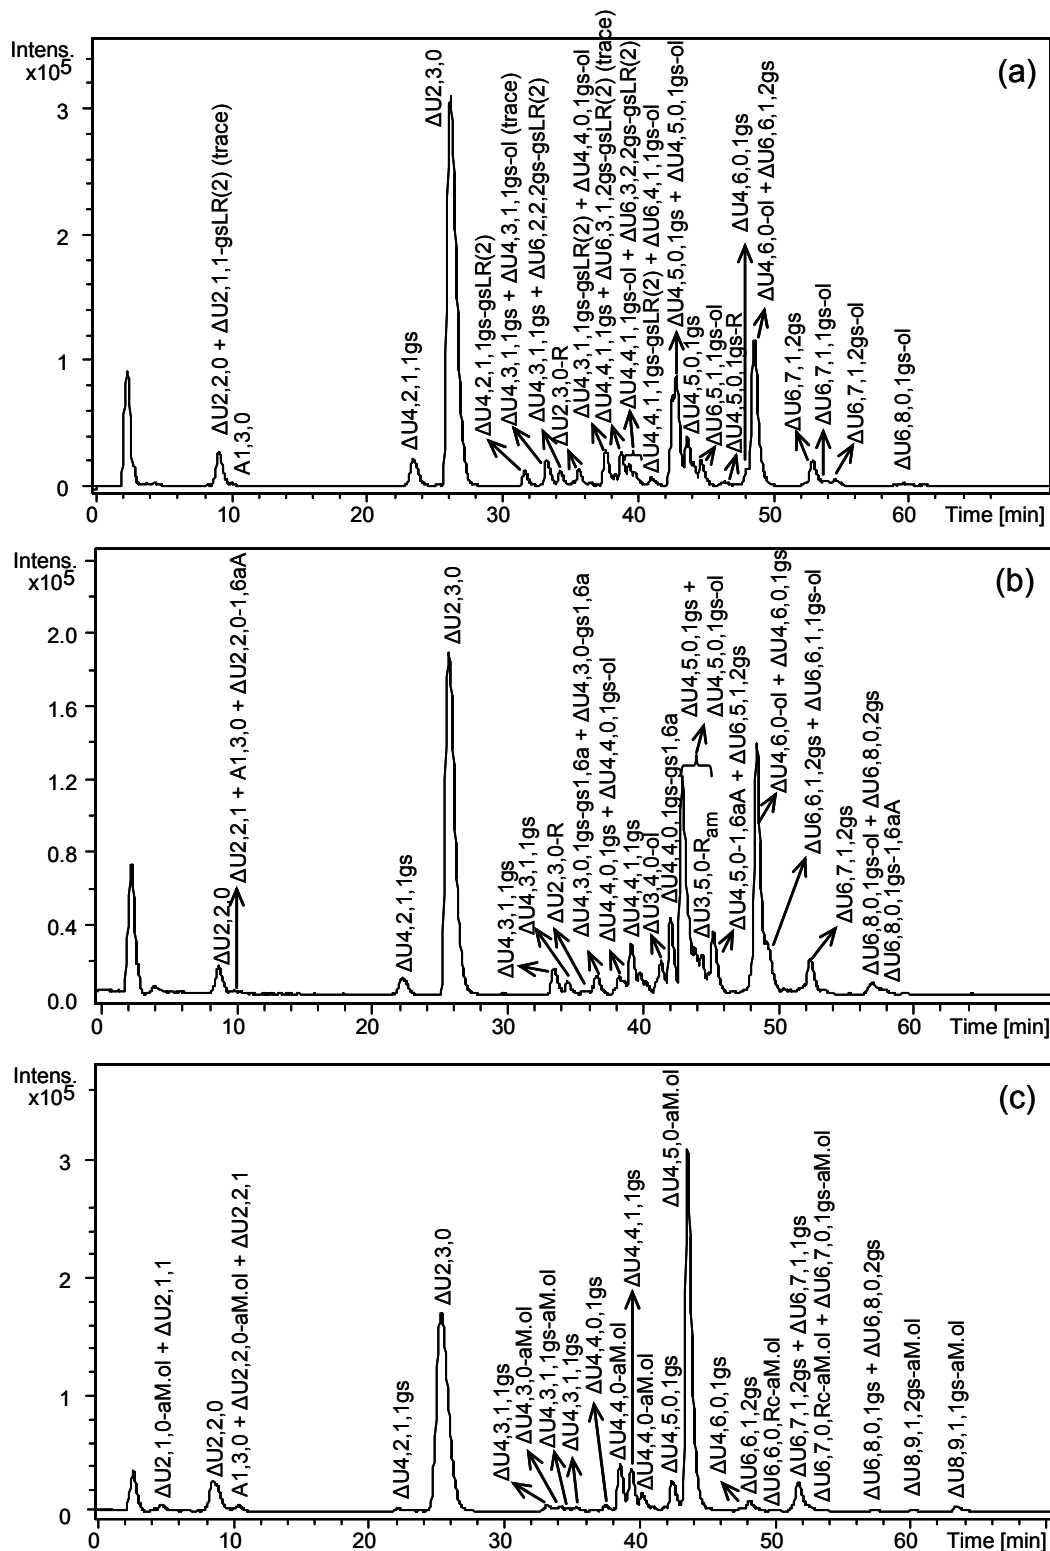 Intens.
x10⁵
(a)
3
2
1
0
ΔU2,2,0 + ΔU2,1,1-gsLR(2) (trace)
A1,3,0
ΔU4,2,1,1gs
ΔU2,3,0
ΔU4,2,1,1gs-gsLR(2)
ΔU4,3,1,1gs + ΔU4,3,1,1gs-ol (trace)
ΔU4,3,1,1gs + ΔU6,2,2,2gs-gsLR(2)
ΔU2,3,0-R
ΔU4,3,1,1gs-gsLR(2) + ΔU4,4,0,1gs-ol
ΔU4,4,1,1gs + ΔU6,3,1,2gs-gsLR(2) (trace)
ΔU4,4,1,1gs-ol + ΔU6,3,2,2gs-gsLR(2)
ΔU4,4,1,1gs-gsLR(2) + ΔU6,4,1,1gs-ol
ΔU4,5,0,1gs + ΔU4,5,0,1gs-ol
ΔU4,5,0,1gs
ΔU6,5,1,1gs-ol
ΔU4,5,0,1gs-R
ΔU4,6,0,1gs
ΔU4,6,0-ol + ΔU6,6,1,2gs
ΔU6,7,1,2gs
ΔU6,7,1,1gs-ol
ΔU6,7,1,2gs-ol
ΔU6,8,0,1gs-ol
0 10 20 30 40 50 60 Time [min]
Intens.
x10⁵
(b)
2.0
1.6
1.2
0.8
0.4
0.0
ΔU2,2,0
ΔU2,2,1 + A1,3,0 + ΔU2,2,0-1,6aA
ΔU4,2,1,1gs
ΔU2,3,0
ΔU4,3,1,1gs
ΔU4,3,1,1gs
ΔU2,3,0-R
ΔU4,3,0,1gs-gs1,6a + ΔU4,3,0-gs1,6a
ΔU4,4,0,1gs + ΔU4,4,0,1gs-ol
ΔU4,4,1,1gs
ΔU3,4,0-ol
ΔU4,4,0,1gs-gs1,6a
ΔU4,5,0,1gs +
ΔU4,5,0,1gs-ol
ΔU3,5,0-Ram
ΔU4,5,0-1,6aA + ΔU6,5,1,2gs
ΔU4,6,0-ol + ΔU4,6,0,1gs
ΔU6,6,1,2gs + ΔU6,6,1,1gs-ol
ΔU6,7,1,2gs
ΔU6,8,0,1gs-ol + ΔU6,8,0,2gs
ΔU6,8,0,1gs-1,6aA
0 10 20 30 40 50 60 Time [min]
Intens.
x10⁵
(c)
3
2
1
0
ΔU2,1,0-aM.ol + ΔU2,1,1
ΔU2,2,0
A1,3,0 + ΔU2,2,0-aM.ol + ΔU2,2,1
ΔU4,2,1,1gs
ΔU2,3,0
ΔU4,3,1,1gs
ΔU4,3,0-aM.ol
ΔU4,3,1,1gs-aM.ol
ΔU4,3,1,1gs
ΔU4,4,0,1gs
ΔU4,4,0-aM.ol
ΔU4,4,1,1gs
ΔU4,4,0-aM.ol
ΔU4,5,0,1gs
ΔU4,5,0-aM.ol
ΔU4,6,0,1gs
ΔU6,6,1,2gs
ΔU6,6,0,Rc-aM.ol
ΔU6,7,1,2gs + ΔU6,7,1,1gs
ΔU6,7,0,Rc-aM.ol + ΔU6,7,0,1gs-aM.ol
ΔU6,8,0,1gs + ΔU6,8,0,2gs
ΔU8,9,1,2gs-aM.ol
ΔU8,9,1,1gs-aM.ol
0 10 20 30 40 50 60 Time [min]